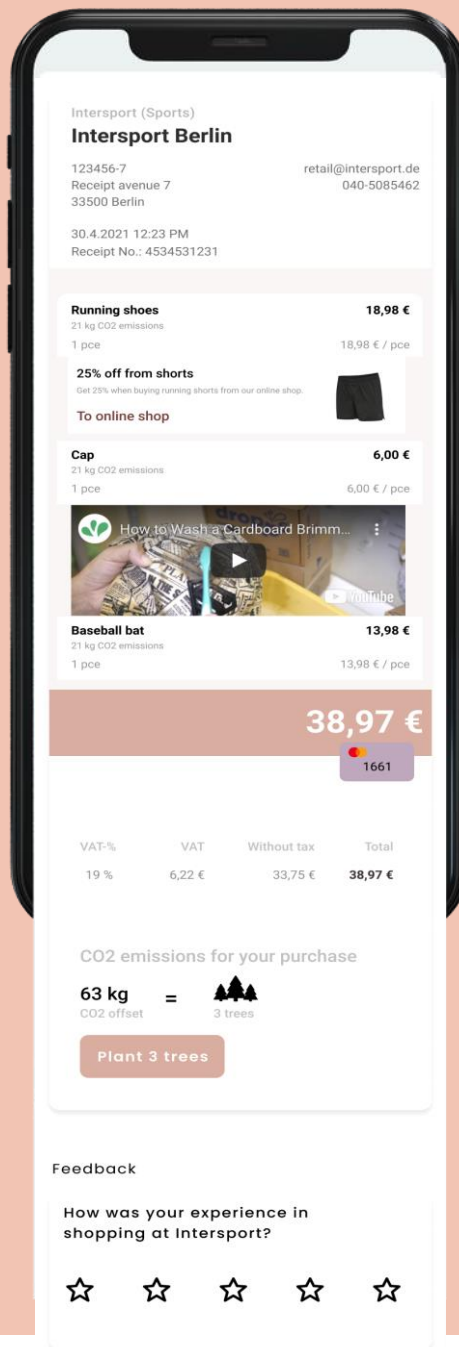 Intersport (Sports)
Intersport Berlin
123456-7 retail@intersport.de
Receipt avenue 7 040-5085462
33500 Berlin
30.4.2021 12:23 PM
Receipt No.: 4534531231
Running shoes 18,98 €
21 kg CO2 emissions
1 pce 18,98 € / pce
25% off from shorts
Get 25% when buying running shorts from our online shop.
To online shop
Cap 6,00 €
21 kg CO2 emissions
1 pce 6,00 € / pce
How to Wash a Cardboard Brimm...
YouTube
Baseball bat 13,98 €
21 kg CO2 emissions
1 pce 13,98 € / pce
38,97 €
1661
VAT-% VAT Without tax Total
19 % 6,22 € 33,75 € 38,97 €
CO2 emissions for your purchase
63 kg =
CO2 offset 3 trees
Plant 3 trees
Feedback
How was your experience in
shopping at Intersport?